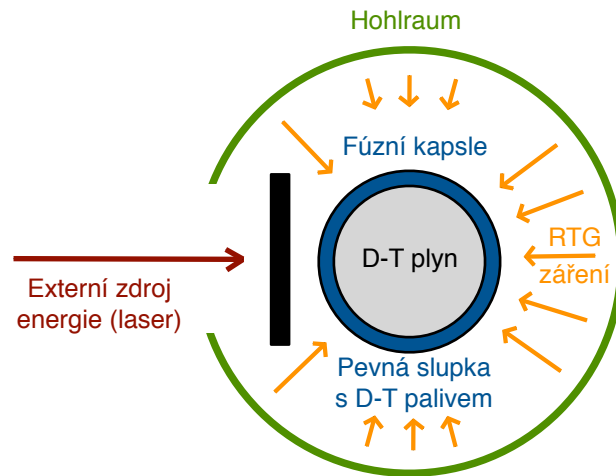 Hohlraum
Fúzní kapsle
D-T plyn
RTG
záření
Externí zdroj
energie (laser)
Pevná slupka
s D-T palivem